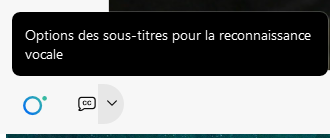 Options des sous-titres pour la reconnaissance
vocale
CC